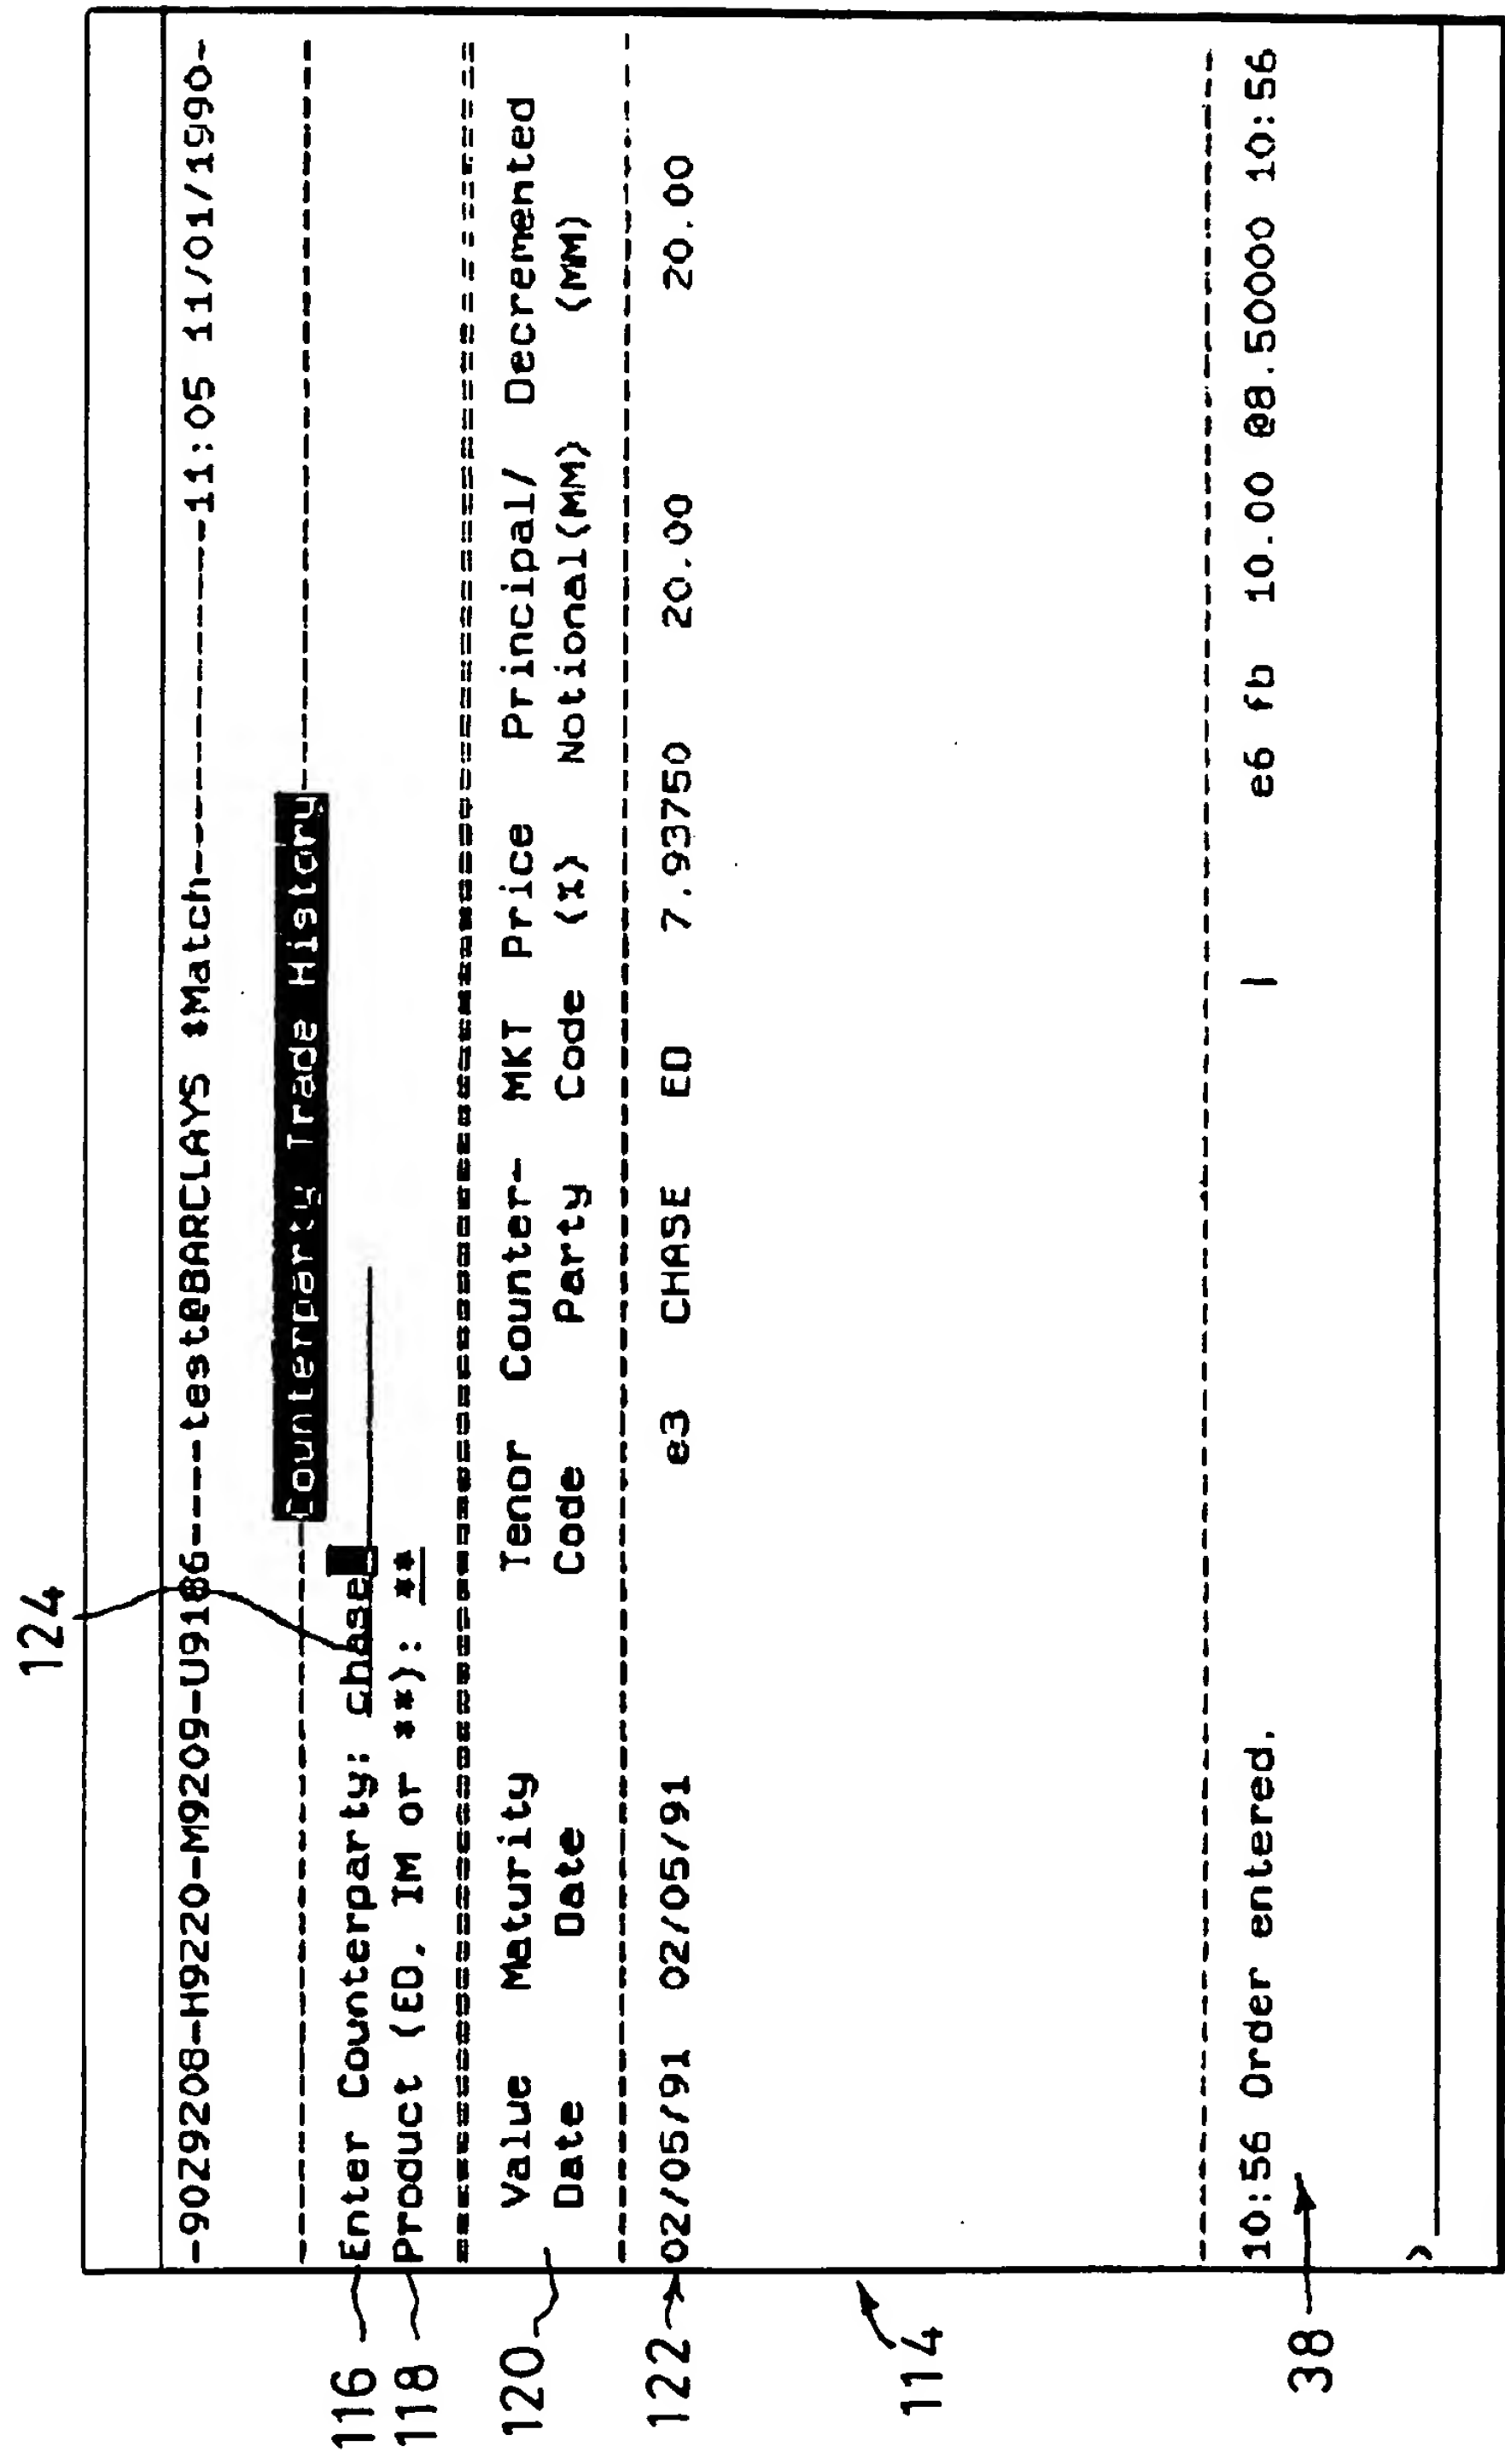 124
-9029208-H9220-M9209-U9186----test@BARCLAYS *Match-----------11:05 11/01/1990-
Counterparty Trade History
116 Enter Counterparty: chase
118 Product (ED, IM or **): **
120 Value Maturity Tenor Counter- MKT Price Principal/ Decremented
Date Date Code Party Code (%) Notional(MM) (MM)
122 02/05/91 02/05/91 e3 CHASE ED 7.93750 20.00 20.00
114
10:56 Order entered. | e6 fb 10.00 @8.50000 10:56
38
>